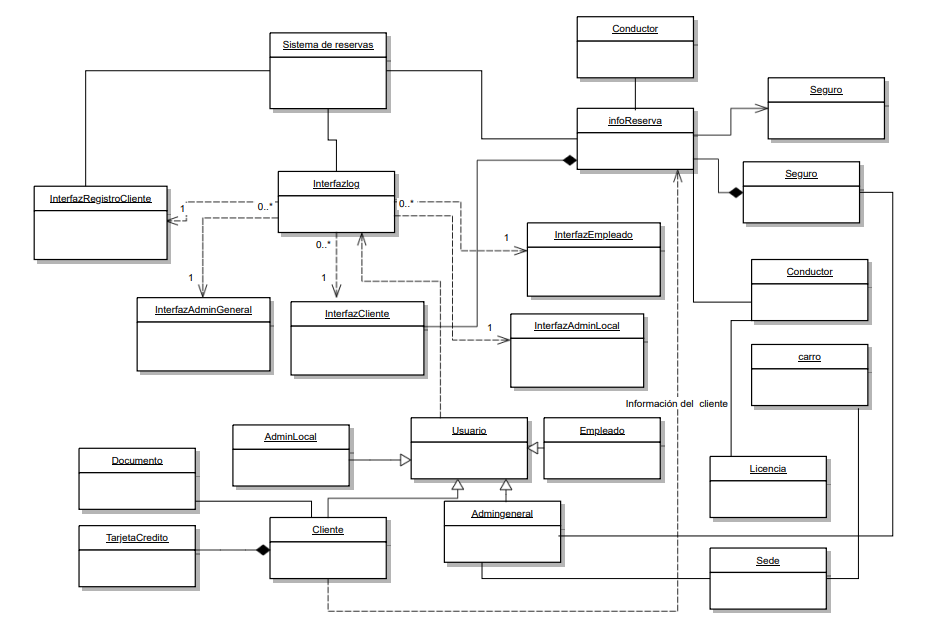 Conductor
Sistema de reservas
Seguro
infoReserva
Seguro
Interfazlog
InterfazRegistroCliente
1
0..*
0..*
InterfazEmpleado
1
0..*
Conductor
1
1
InterfazAdminGeneral
InterfazCliente
1
InterfazAdminLocal
carro
Información del cliente
Usuario
Empleado
AdminLocal
Documento
Licencia
Admingeneral
Cliente
TarjetaCredito
Sede